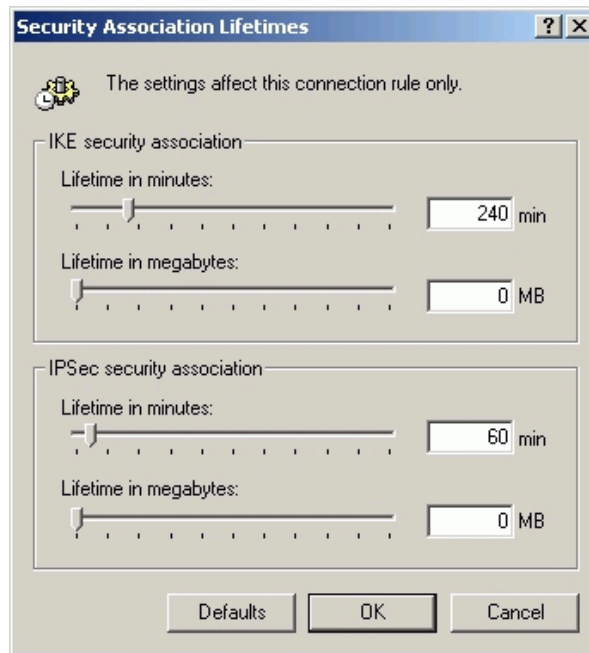 Security Association Lifetimes
The settings affect this connection rule only.
IKE security association
Lifetime in minutes:
240 min
Lifetime in megabytes:
0 MB
IPSec security association
Lifetime in minutes:
60 min
Lifetime in megabytes:
0 MB
Defaults OK Cancel